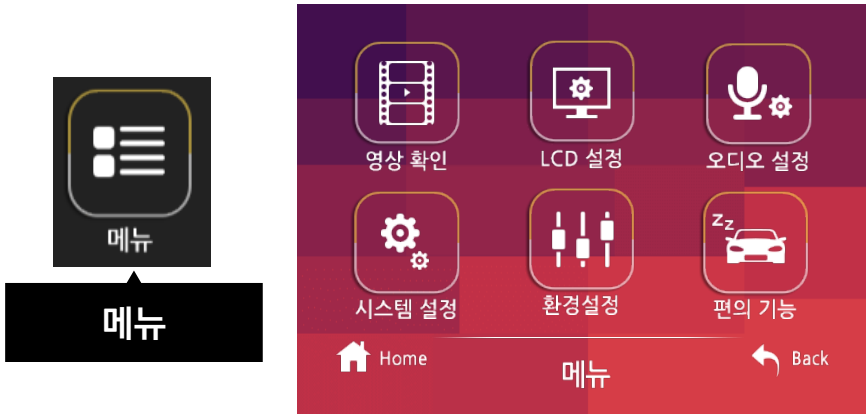 메뉴
메뉴
영상 확인
LCD 설정
오디오 설정
시스템 설정
환경설정
zz
편의 기능
Home
메뉴
Back